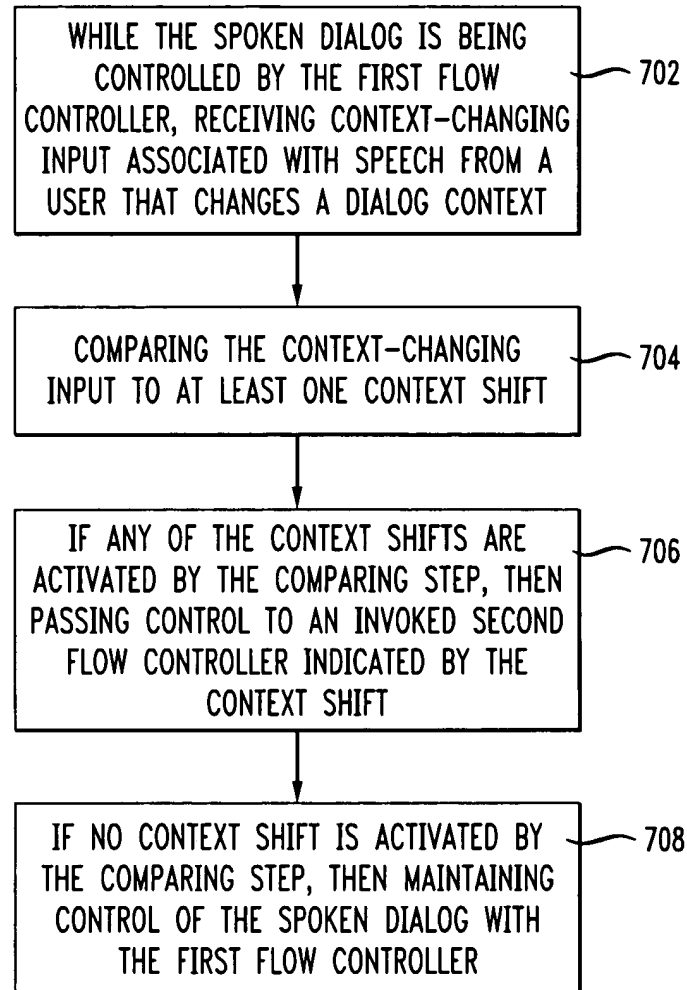 WHILE THE SPOKEN DIALOG IS BEING
CONTROLLED BY THE FIRST FLOW
CONTROLLER, RECEIVING CONTEXT-CHANGING
INPUT ASSOCIATED WITH SPEECH FROM A
USER THAT CHANGES A DIALOG CONTEXT
702
COMPARING THE CONTEXT-CHANGING
INPUT TO AT LEAST ONE CONTEXT SHIFT
704
IF ANY OF THE CONTEXT SHIFTS ARE
ACTIVATED BY THE COMPARING STEP, THEN
PASSING CONTROL TO AN INVOKED SECOND
FLOW CONTROLLER INDICATED BY THE
CONTEXT SHIFT
706
IF NO CONTEXT SHIFT IS ACTIVATED BY
THE COMPARING STEP, THEN MAINTAINING
CONTROL OF THE SPOKEN DIALOG WITH
THE FIRST FLOW CONTROLLER
708